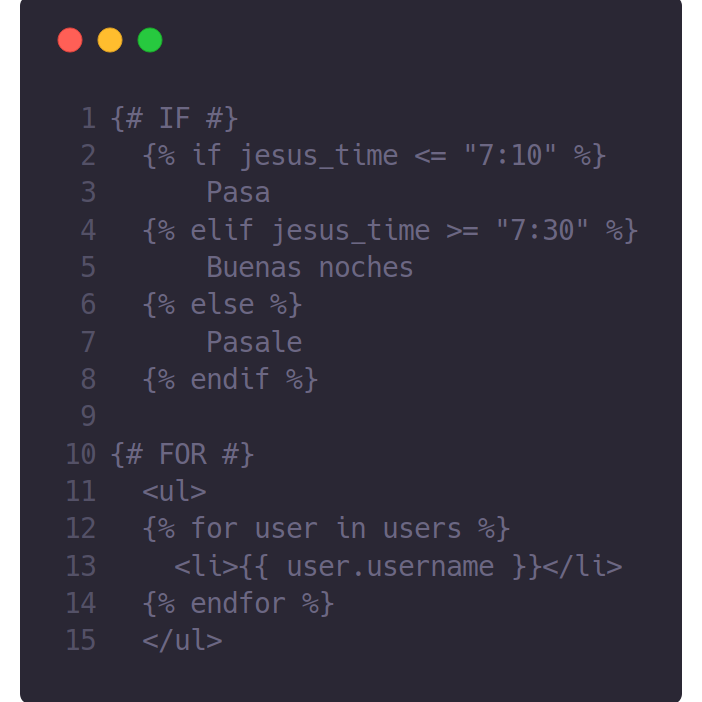 1 {# IF #}
2   {% if jesus_time <= "7:10" %}
3       Pasa
4   {% elif jesus_time >= "7:30" %}
5       Buenas noches
6   {% else %}
7       Pasale
8   {% endif %}
9
10 {# FOR #}
11   <ul>
12   {% for user in users %}
13     <li>{{ user.username }}</li>
14   {% endfor %}
15   </ul>